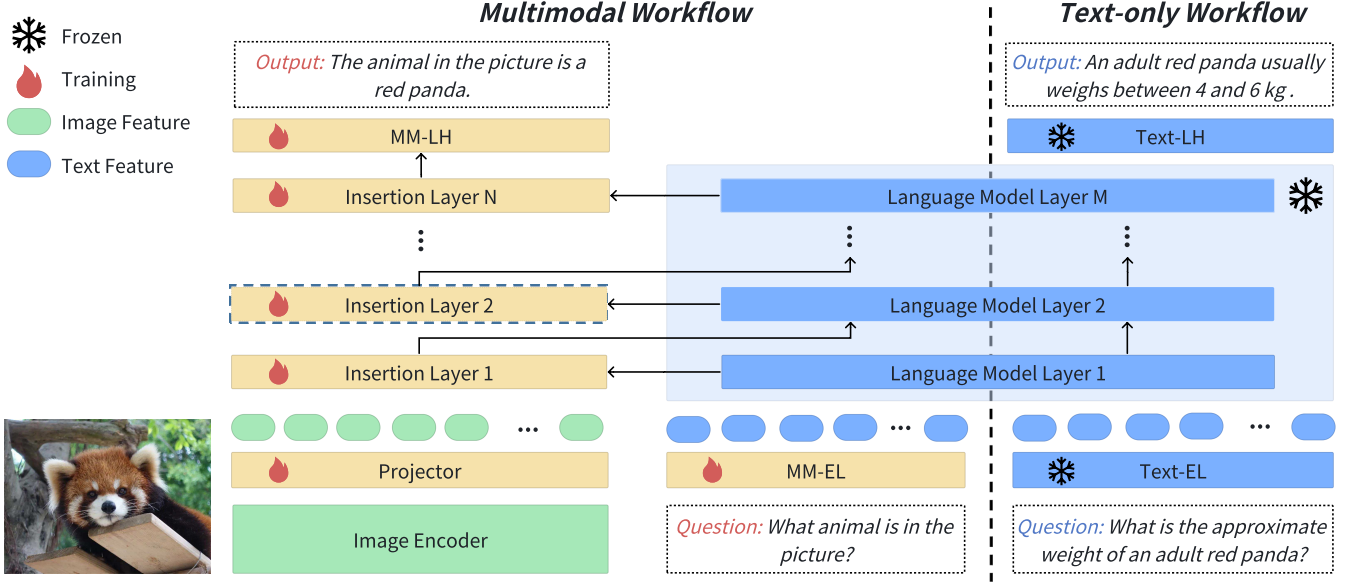 Multimodal Workflow
Text-only Workflow
Frozen
Training
Image Feature
Text Feature
Output: The animal in the picture is a
red panda.
Output: An adult red panda usually
weighs between 4 and 6 kg .
MM-LH
Text-LH
Insertion Layer N
Language Model Layer M
Insertion Layer 2
Language Model Layer 2
Insertion Layer 1
Language Model Layer 1
Projector
MM-EL
Text-EL
Image Encoder
Question: What animal is in the
picture?
Question: What is the approximate
weight of an adult red panda?